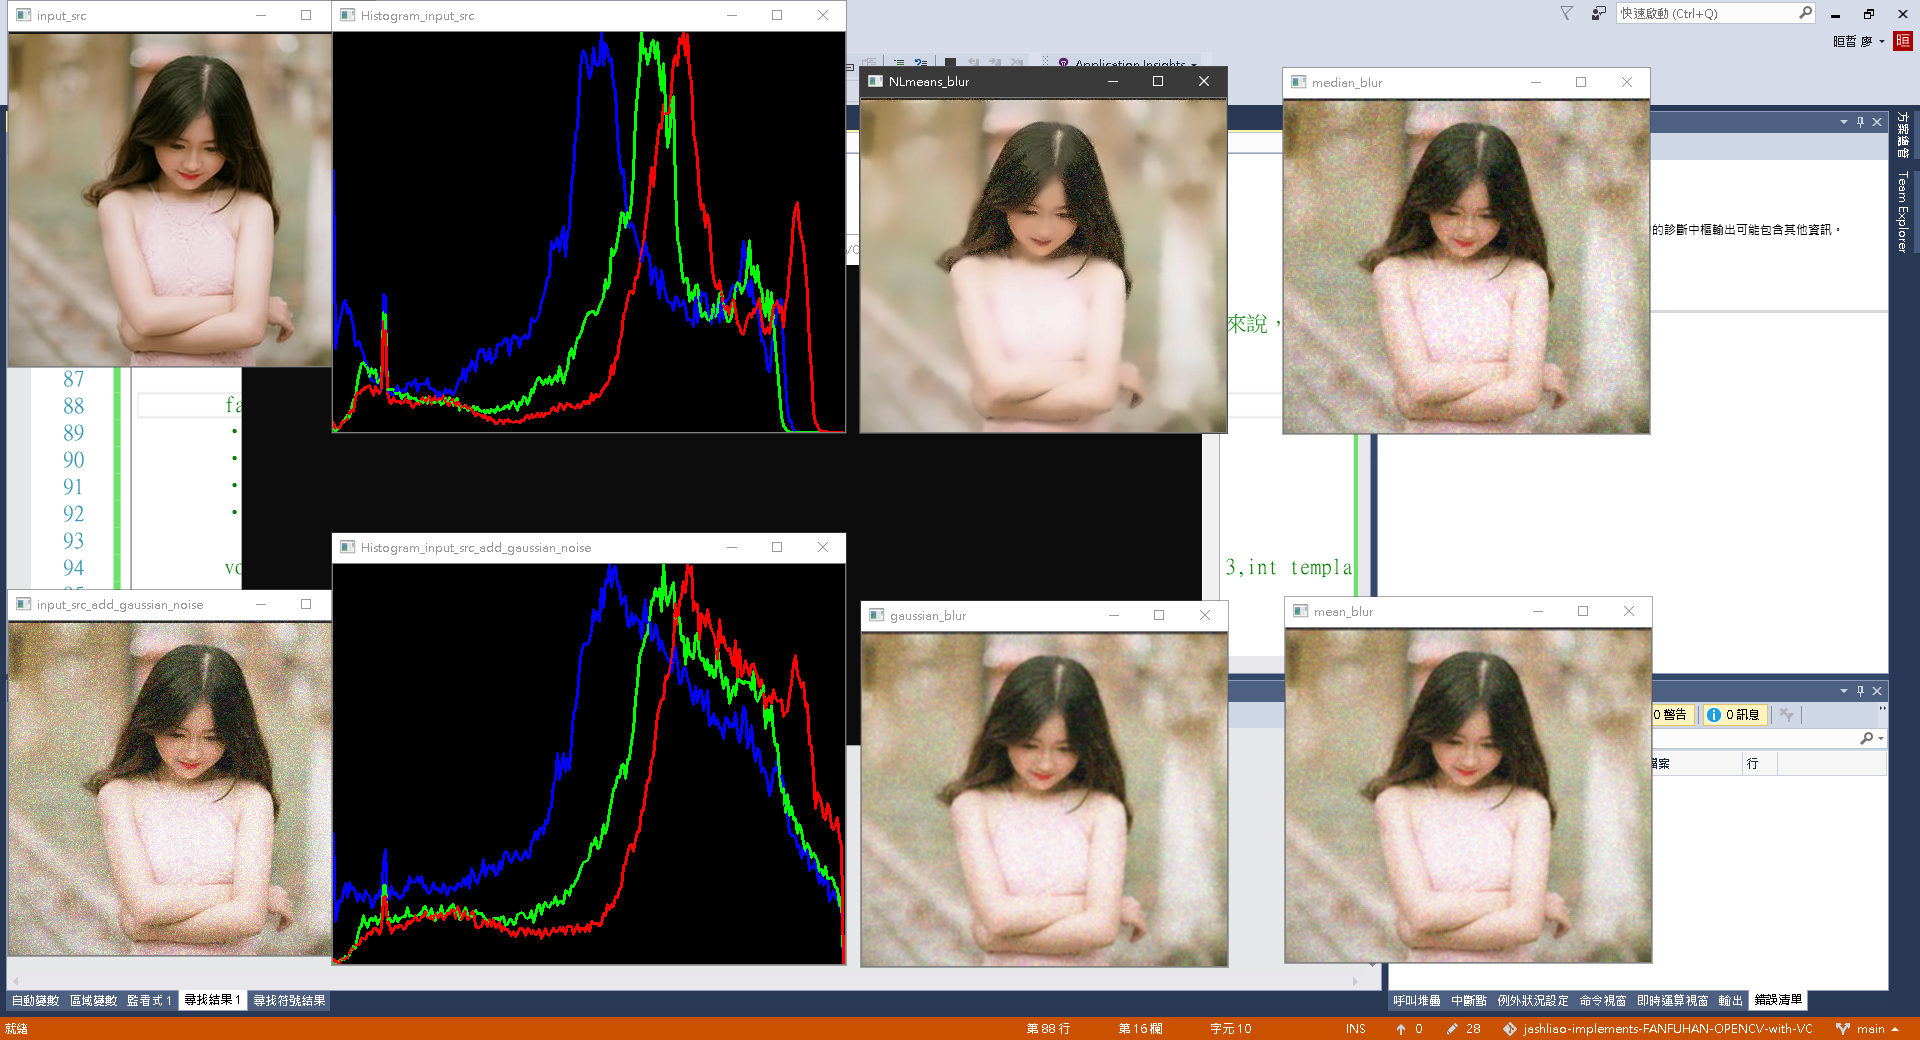 input_src
Histogram_input_src
快速啟動 (Ctrl+Q)
Application Insights
NLmeans_blur
median_blur
方案總管
Team Explorer
的診斷中樞輸出可能包含其他資訊。
來說，
87
88 fa
89
90
91
92
93
94 vo
3,int templa
Histogram_input_src_add_gaussian_noise
input_src_add_gaussian_noise
gaussian_blur
mean_blur
0 警告
0 訊息
檔案
行
自動變數 區域變數 監看式 1 尋找結果 1 尋找符號結果
呼叫堆疊 中斷點 例外狀況設定 命令視窗 即時運算視窗 輸出 錯誤清單
就緒
第 88 行 第 16 欄 字元 10 INS 0 28 jashliao-implements-FANFUHAN-OPENCV-with-VC main